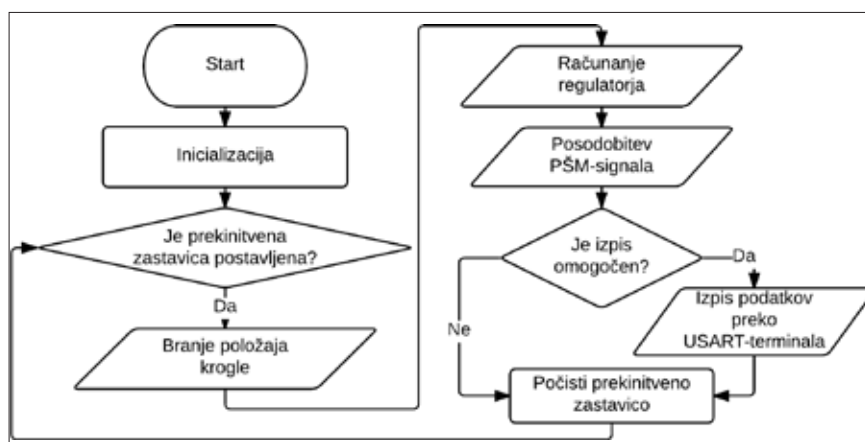 Start
Inicializacija
Je prekinitvena
zastavica postavljena?
Da
Branje položaja
krogle
Računanje
regulatorja
Posodobitev
PŠM-signala
Je izpis
omogočen?
Da
Ne
Izpis podatkov
preko
USART-terminala
Počisti prekinitveno
zastavico